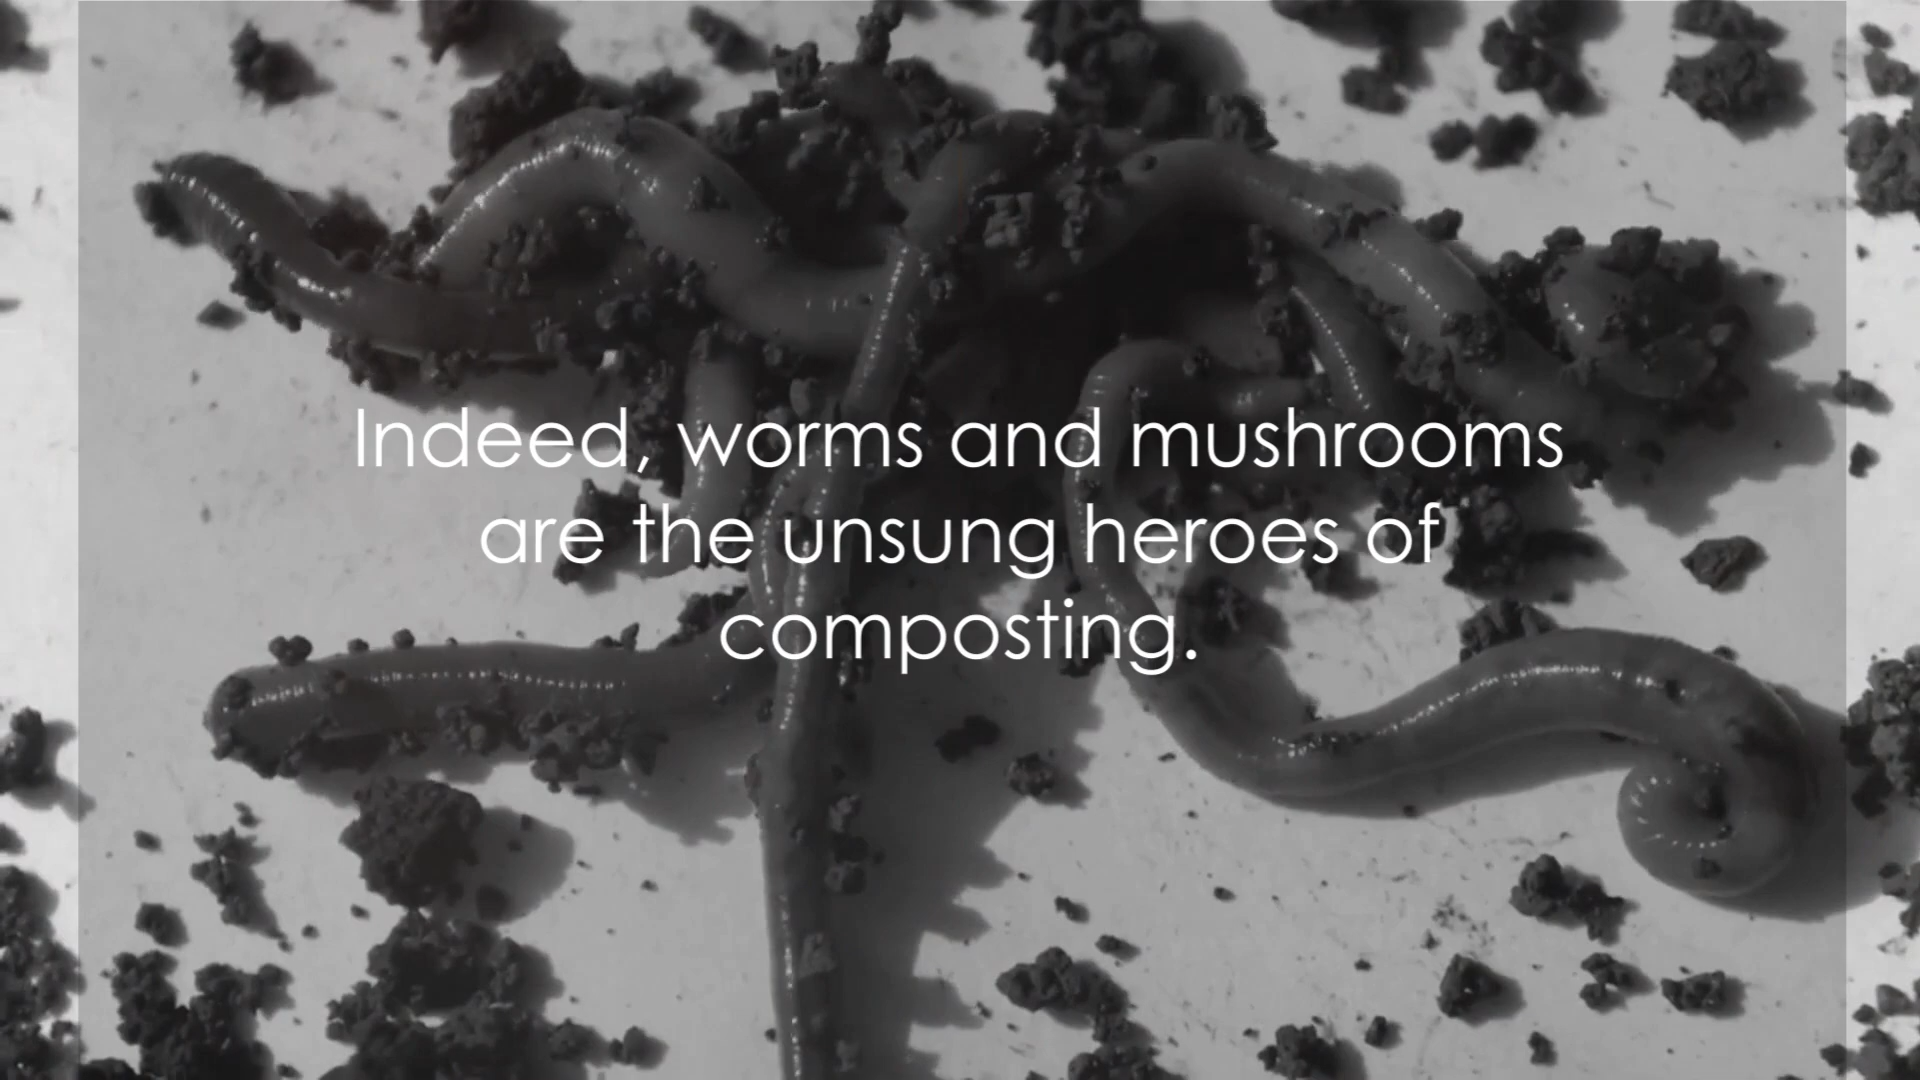 Indeed, worms and mushrooms
are the unsung heroes of
composting.